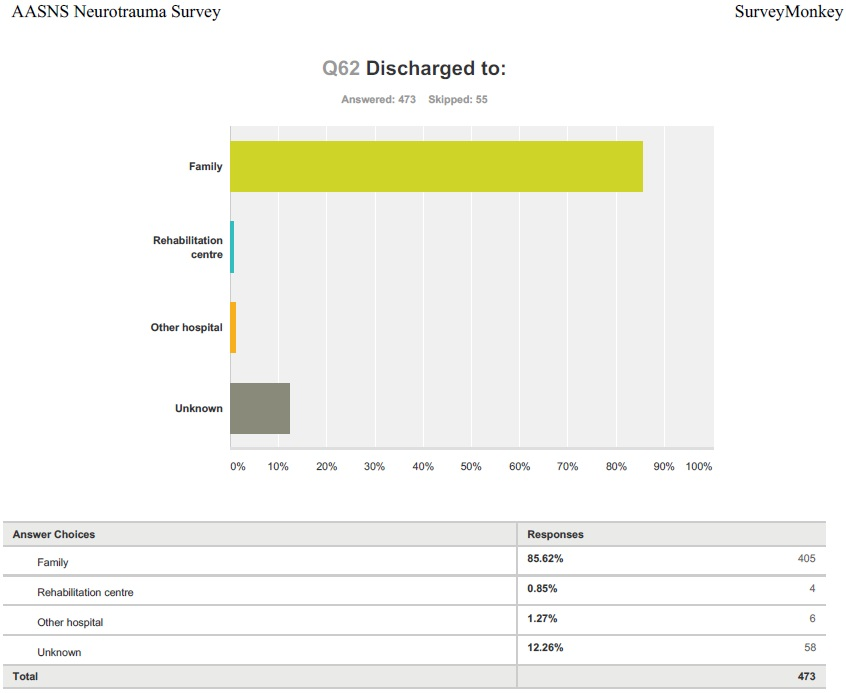 AASNS Neurotrauma Survey SurveyMonkey
Q62 Discharged to:
Answered: 473 Skipped: 55
Family
Rehabilitation
centre
Other hospital
Unknown
0% 10% 20% 30% 40% 50% 60% 70% 80% 90% 100%
Answer Choices Responses
Family 85.62% 405
Rehabilitation centre 0.85% 4
Other hospital 1.27% 6
Unknown 12.26% 58
Total 473